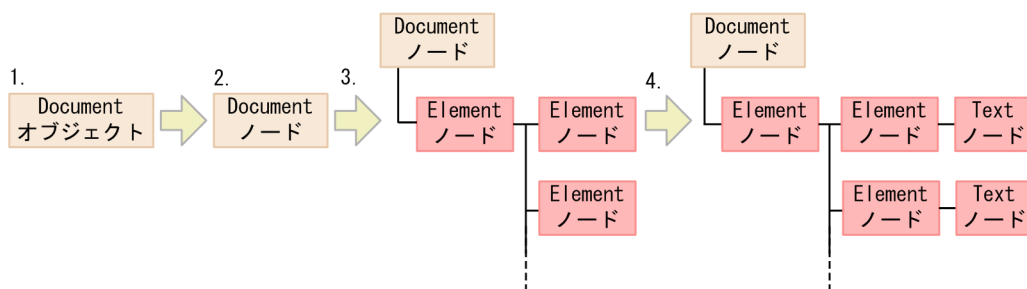 1.
Document
オブジェクト
2.
Document
ノード
3.
Document
ノード
Element
ノード
Element
ノード
Element
ノード
4.
Document
ノード
Element
ノード
Element
ノード
Text
ノード
Element
ノード
Text
ノード